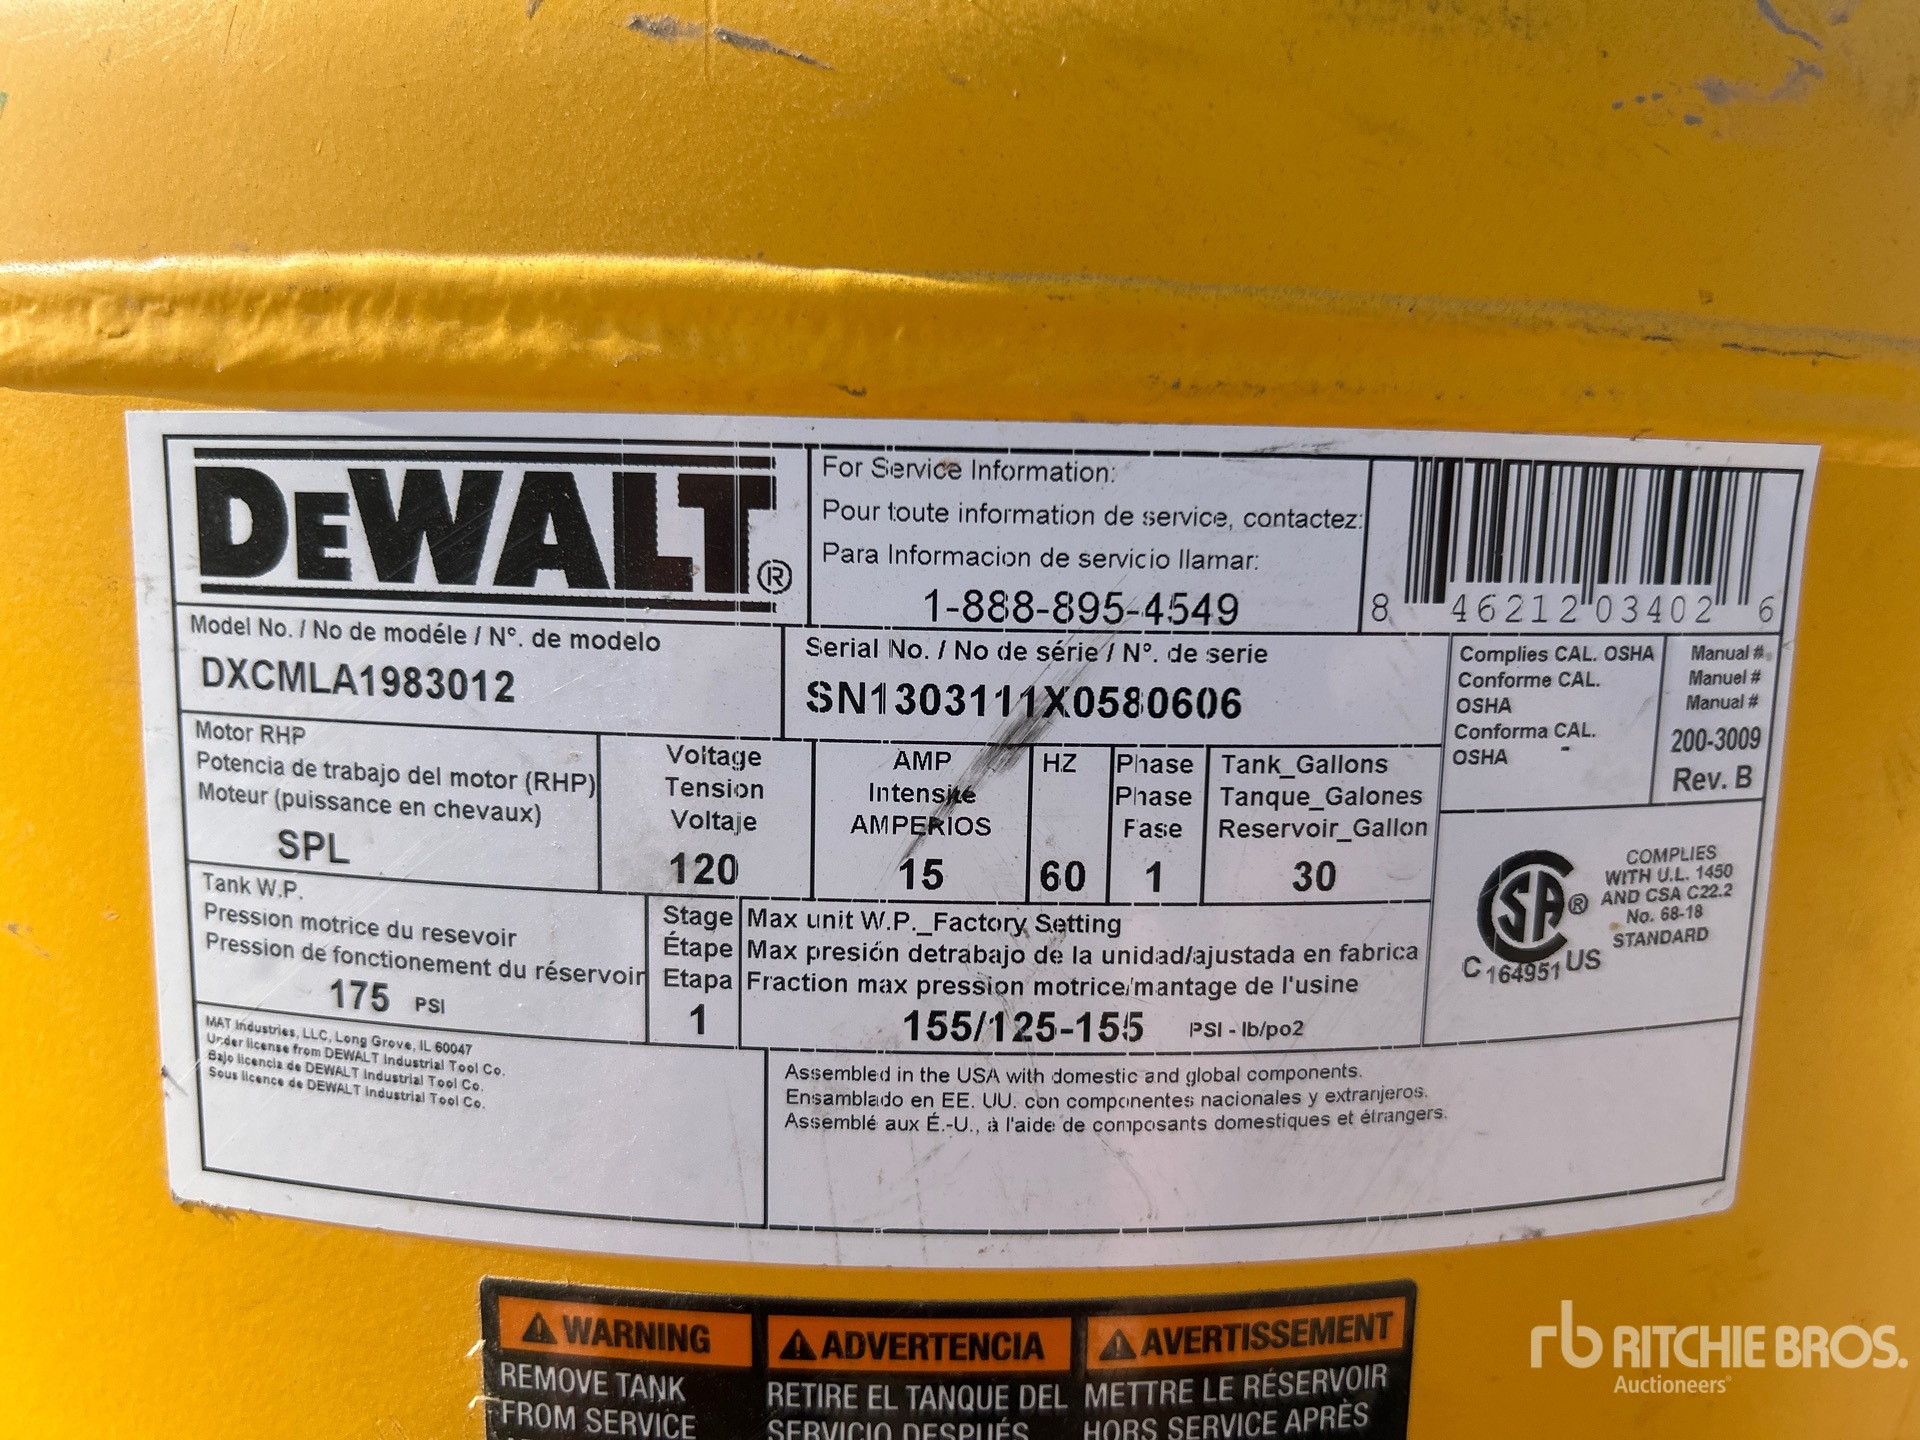 DEWALT®
For Service Information:
Pour toute information de service, contactez:
Para Informacion de servicio llamar:
1-888-895-4549
8 46212 03402 6
Model No. / No de modéle / N°. de modelo
DXCMLA1983012
Serial No. / No de série / N°. de serie
SN1303111X0580606
Complies CAL. OSHA
Conforme CAL.
OSHA
Conforma CAL.
OSHA
Manual #
Manuel #
Manual #
200-3009
Rev. B
Motor RHP
Potencia de trabajo del motor (RHP)
Moteur (puissance en chevaux)
SPL
Voltage
Tension
Voltaje
120
AMP
Intensite
AMPERIOS
15
HZ
60
Phase
Phase
Fase
1
Tank_Gallons
Tanque_Galones
Reservoir_Gallon
30
CSA®
C 164951 US
COMPLIES
WITH U.L. 1450
AND CSA C22.2
No. 68-18
STANDARD
Tank W.P.
Pression motrice du resevoir
Pression de fonctionement du réservoir
175 PSI
Stage
Étape
Etapa
1
Max unit W.P._Factory Setting
Max presión detrabajo de la unidad/ajustada en fabrica
Fraction max pression motrice/mantage de l'usine
155/125-155 PSI - lb/po2
MAT Industries, LLC, Long Grove, IL 60047
Under license from DEWALT Industrial Tool Co.
Bajo licencia de DEWALT Industrial Tool Co.
Sous licence de DEWALT Industrial Tool Co.
Assembled in the USA with domestic and global components.
Ensamblado en EE. UU. con componentes nacionales y extranjeros.
Assemblé aux É.-U., à l'aide de composants domestiques et étrangers.
WARNING
REMOVE TANK
FROM SERVICE
ADVERTENCIA
RETIRE EL TANQUE DEL
SERVICIO DESPUÉS
AVERTISSEMENT
METTRE LE RÉSERVOIR
HORS SERVICE APRÈS
rb RITCHIE BROS.
Auctioneers